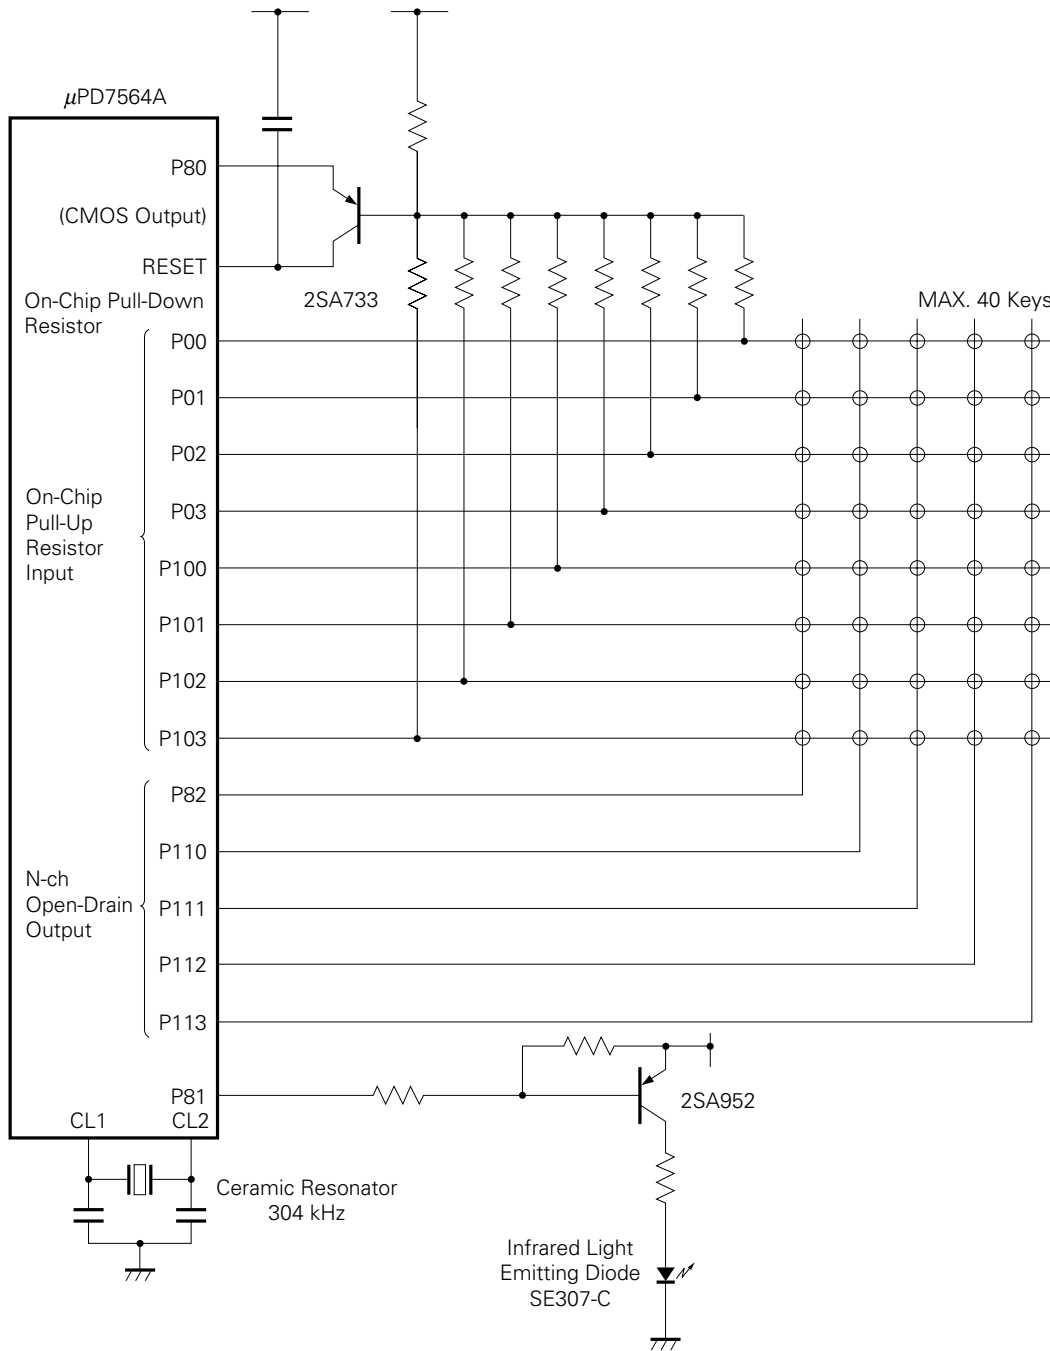 μPD7564A
P80
(CMOS Output)
RESET
2SA733
On-Chip Pull-Down
Resistor
MAX. 40 Keys
P00
P01
P02
On-Chip
Pull-Up
Resistor
Input
P03
P100
P101
P102
P103
P82
P110
N-ch
Open-Drain
Output
P111
P112
P113
P81
2SA952
CL1
CL2
Ceramic Resonator
304 kHz
Infrared Light
Emitting Diode
SE307-C